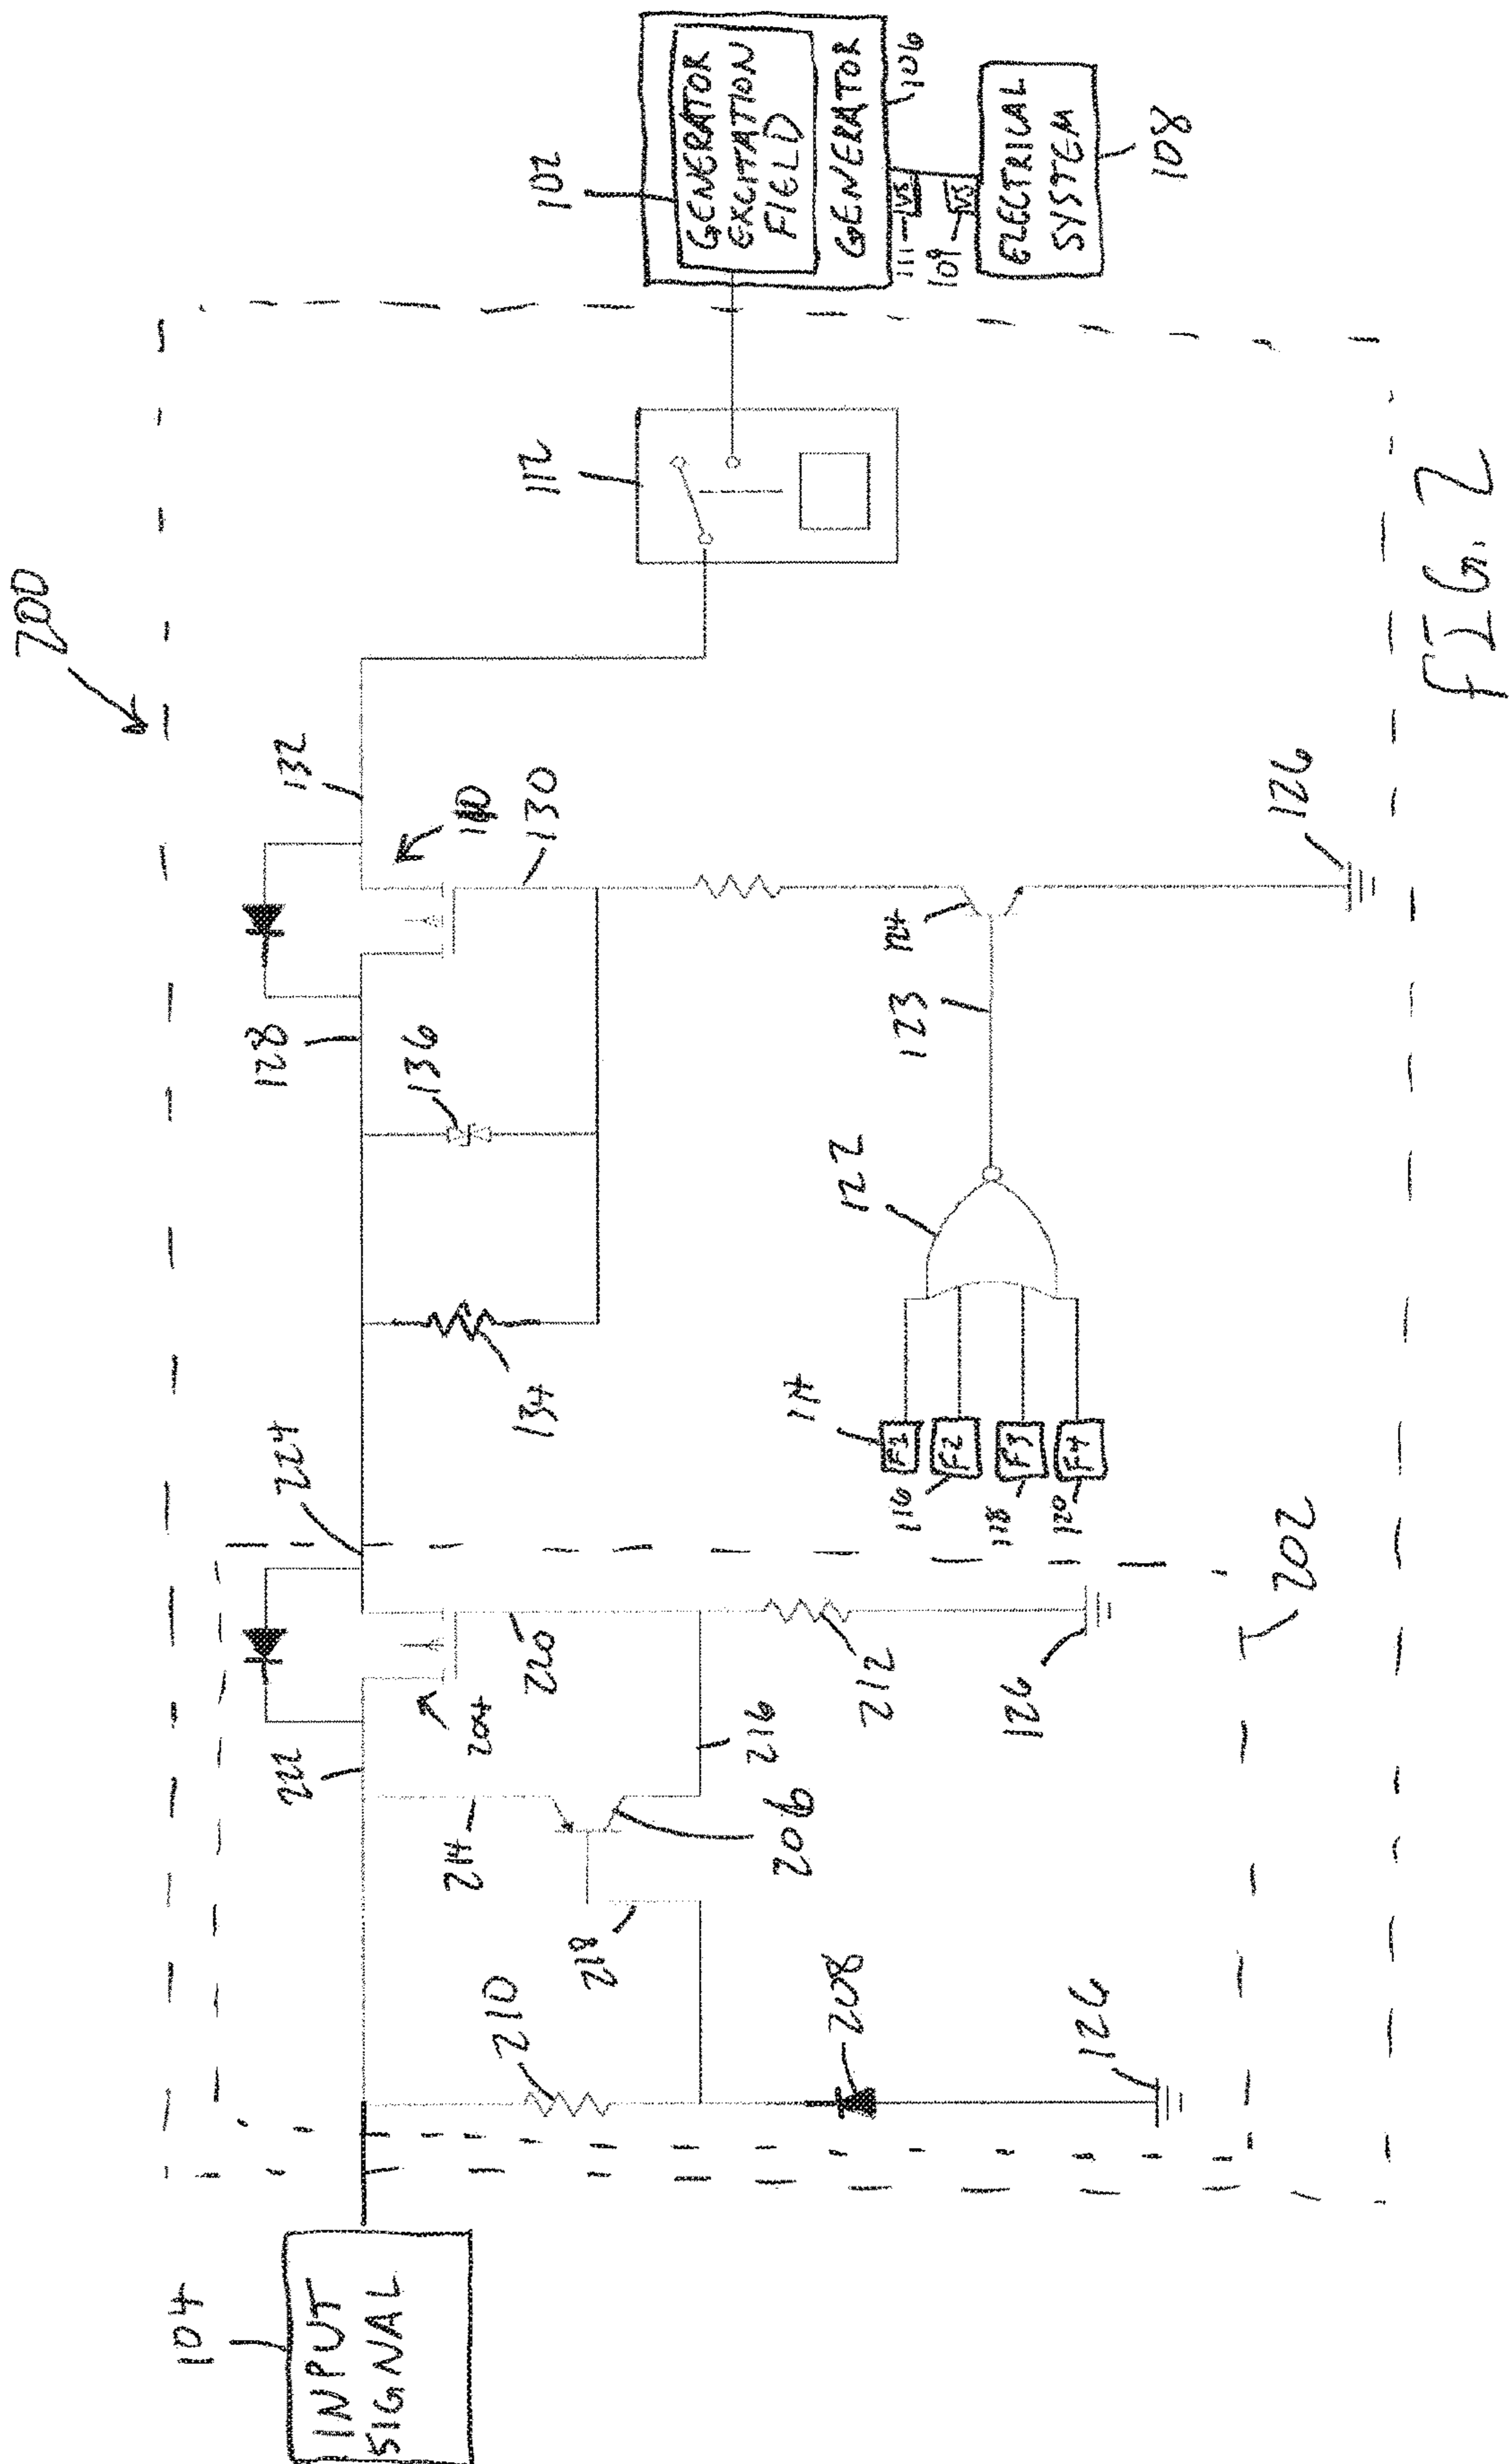 200
104
INPUT
SIGNAL
222
224
128
132
110
204
214
220
134
136
130
112
102
GENERATOR
EXCITATION
FIELD
GENERATOR
106
111
VS
109
VS
ELECTRICAL
SYSTEM
108
210
218
206
216
212
208
126
126
202
114
F1
116
F2
118
F3
120
F4
122
123
124
126
FIG. 2